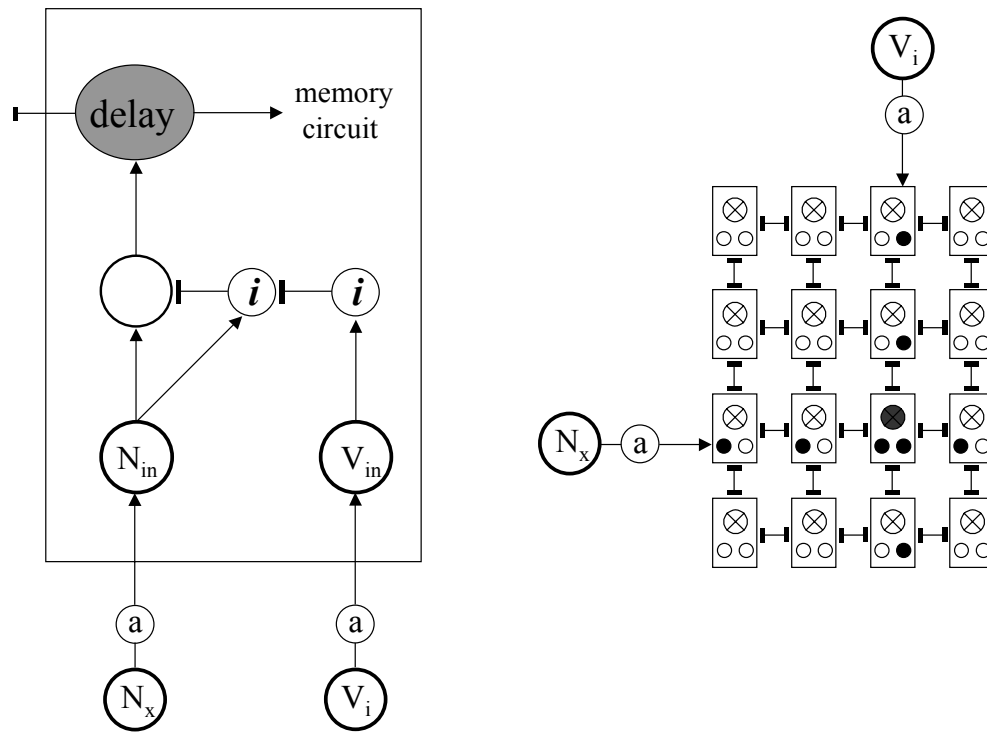 delay
memory
circuit
i
i
N_in
V_in
a
a
N_x
V_i
V_i
a
N_x
a